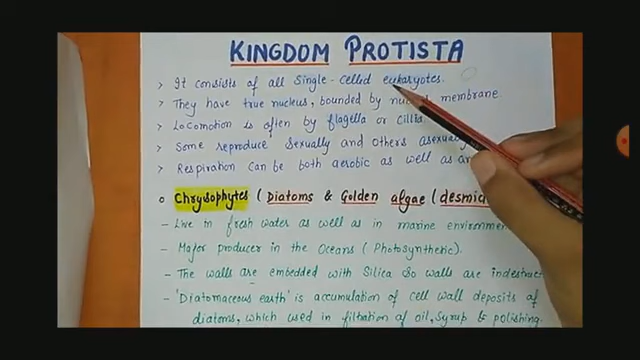 KINGDOM PROTISTA
> It consists of all single-celled eukaryotes.
> They have true nucleus, bounded by membrane
> Locomotion is often by flagella or
> Some reproduce sexually and others
> Respiration can be both aerobic as well as
o Chrysophytes ( Diatoms & Golden algae (
- Live in fresh water as well as in marine
- Major producer in the Oceans (Photosynthetic).
- The walls are embedded with Silica so walls are
- 'Diatomaceous earth' is accumulation of cell wall deposits of
diatoms, which used in filtration of oil, Syrup & polishing.